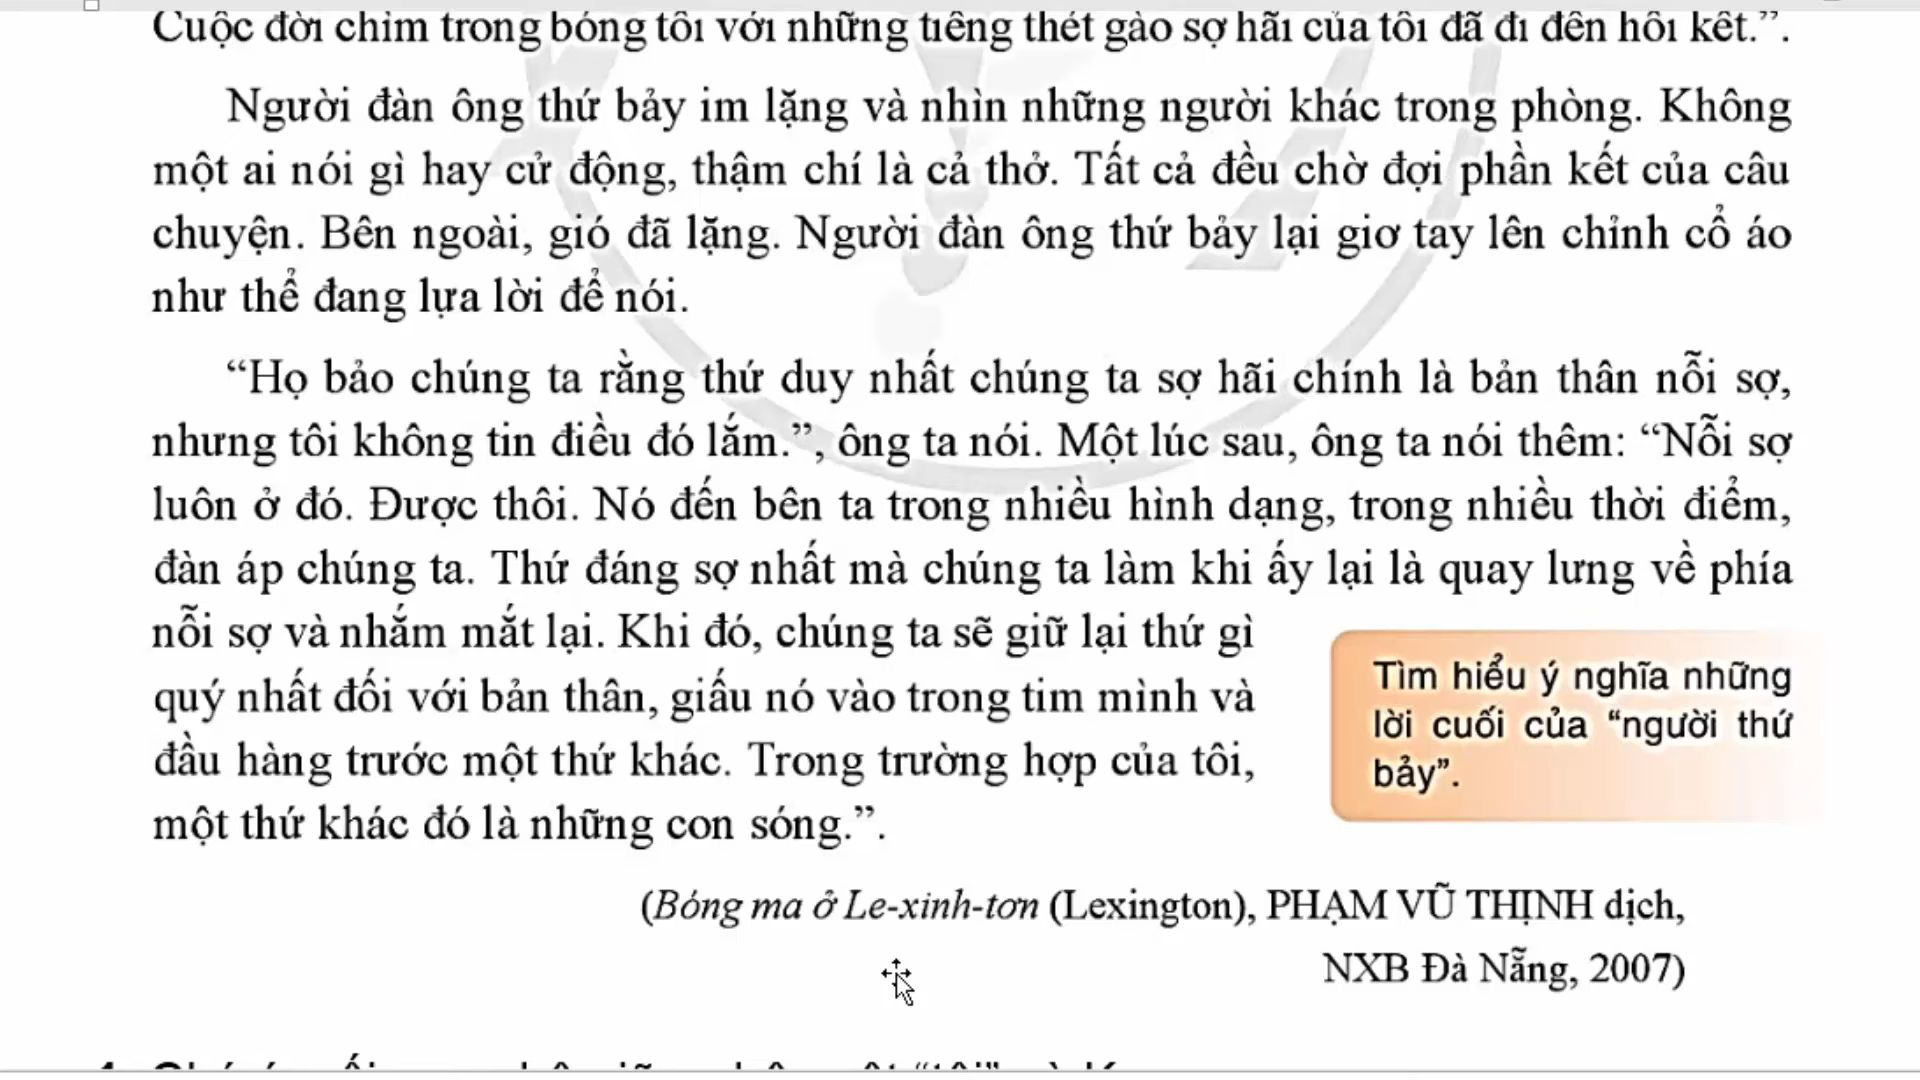 Cuộc đời chìm trong bóng tối với những tiếng thét gào sợ hãi của tôi đã đi đến hồi kết.”.
Người đàn ông thứ bảy im lặng và nhìn những người khác trong phòng. Không
một ai nói gì hay cử động, thậm chí là cả thở. Tất cả đều chờ đợi phần kết của câu
chuyện. Bên ngoài, gió đã lặng. Người đàn ông thứ bảy lại giơ tay lên chỉnh cổ áo
như thể đang lựa lời để nói.
“Họ bảo chúng ta rằng thứ duy nhất chúng ta sợ hãi chính là bản thân nỗi sợ,
nhưng tôi không tin điều đó lắm.”, ông ta nói. Một lúc sau, ông ta nói thêm: “Nỗi sợ
luôn ở đó. Được thôi. Nó đến bên ta trong nhiều hình dạng, trong nhiều thời điểm,
đàn áp chúng ta. Thứ đáng sợ nhất mà chúng ta làm khi ấy lại là quay lưng về phía
nỗi sợ và nhắm mắt lại. Khi đó, chúng ta sẽ giữ lại thứ gì
quý nhất đối với bản thân, giấu nó vào trong tim mình và
đầu hàng trước một thứ khác. Trong trường hợp của tôi,
một thứ khác đó là những con sóng.”.
Tìm hiểu ý nghĩa những
lời cuối của “người thứ
bảy”.
(Bóng ma ở Le-xinh-tơn (Lexington), PHẠM VŨ THỊNH dịch,
NXB Đà Nẵng, 2007)